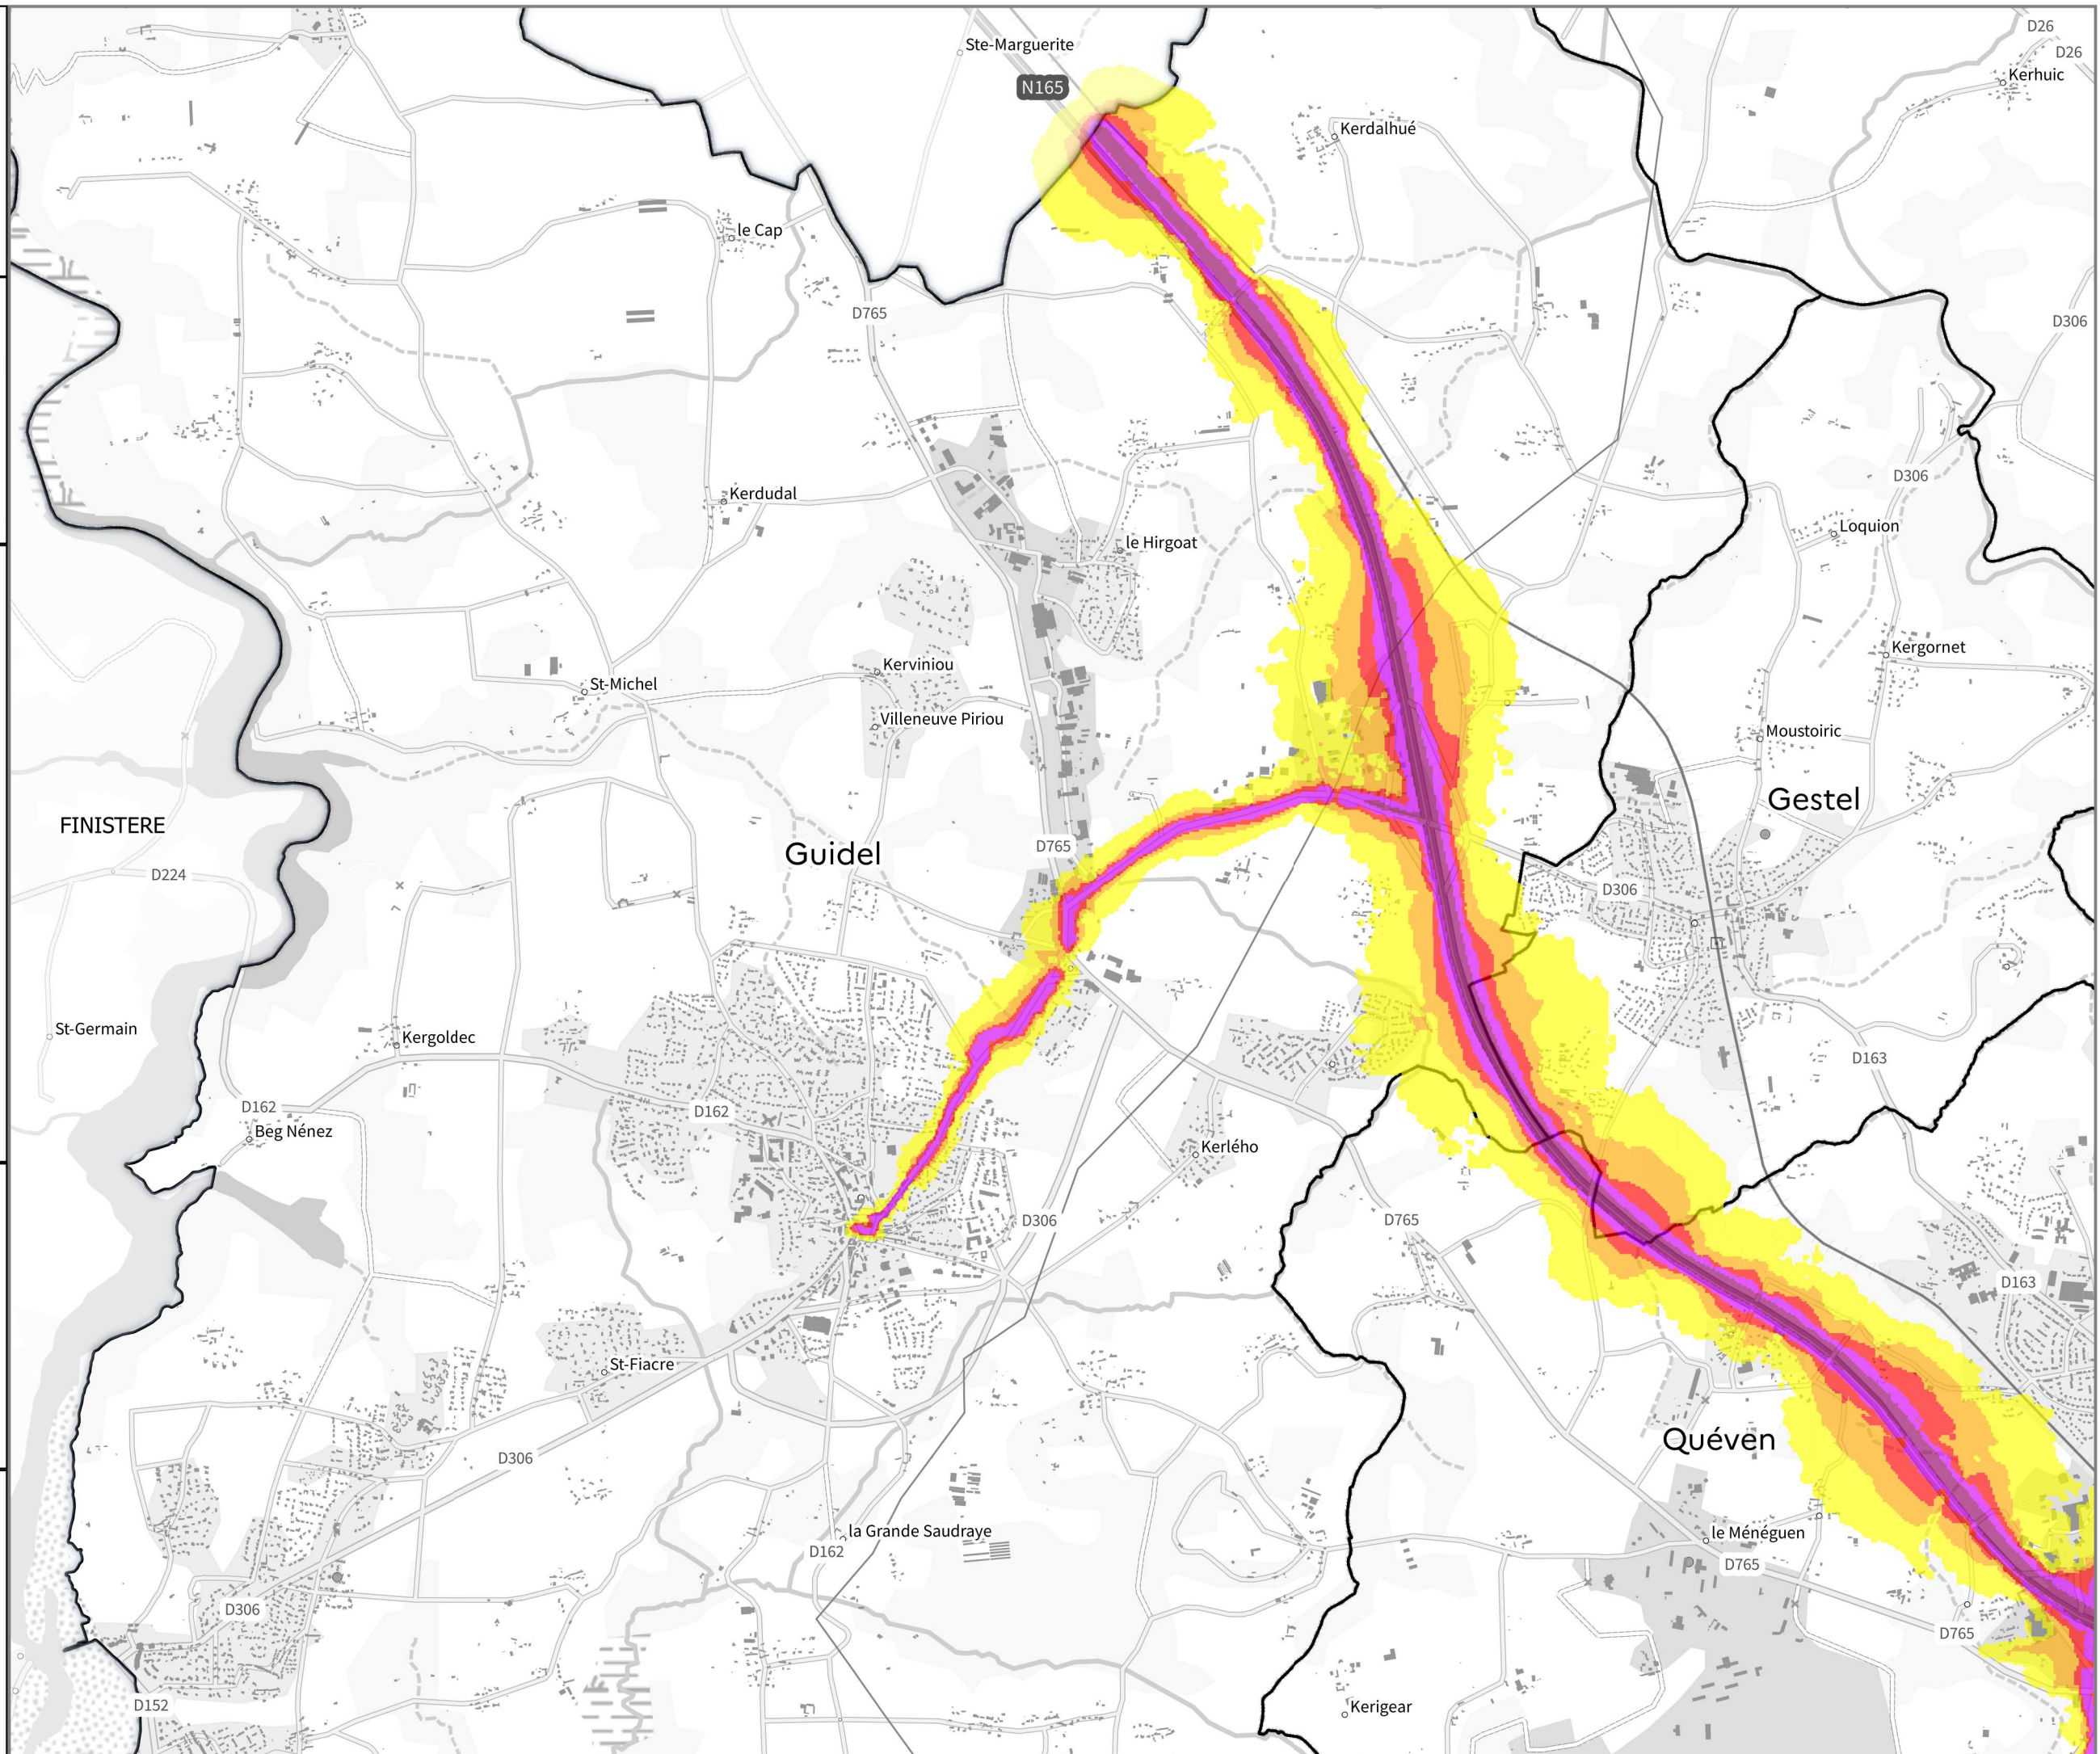 D26
Ste-Marguerite
D26
Kerhuic
N165
Kerdalhué
le Cap
D765
D306
D306
Kerdudal
Loquion
le Hirgoat
Kergornet
Kerviniou
St-Michel
Villeneuve Piriou
Moustoiric
Gestel
FINISTERE
D765
Guidel
D224
D306
St-Germain
Kergoldec
D163
D162
D162
Beg Nénez
Kerlého
D306
D765
D163
St-Fiacre
Quéven
D306
la Grande Saudraye
le Ménéguen
D162
D765
D306
D765
D152
Kerigear